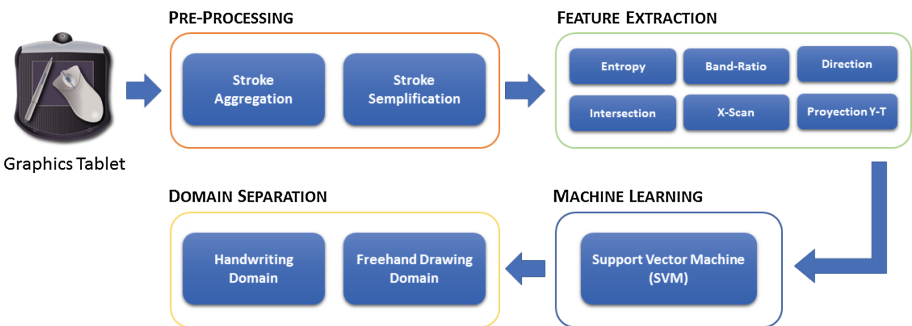 PRE-PROCESSING
Stroke
Aggregation
Stroke
Semplification
FEATURE EXTRACTION
Entropy
Band-Ratio
Direction
Intersection
X-Scan
Proyection Y-T
Graphics Tablet
DOMAIN SEPARATION
Handwriting
Domain
Freehand Drawing
Domain
MACHINE LEARNING
Support Vector Machine
(SVM)